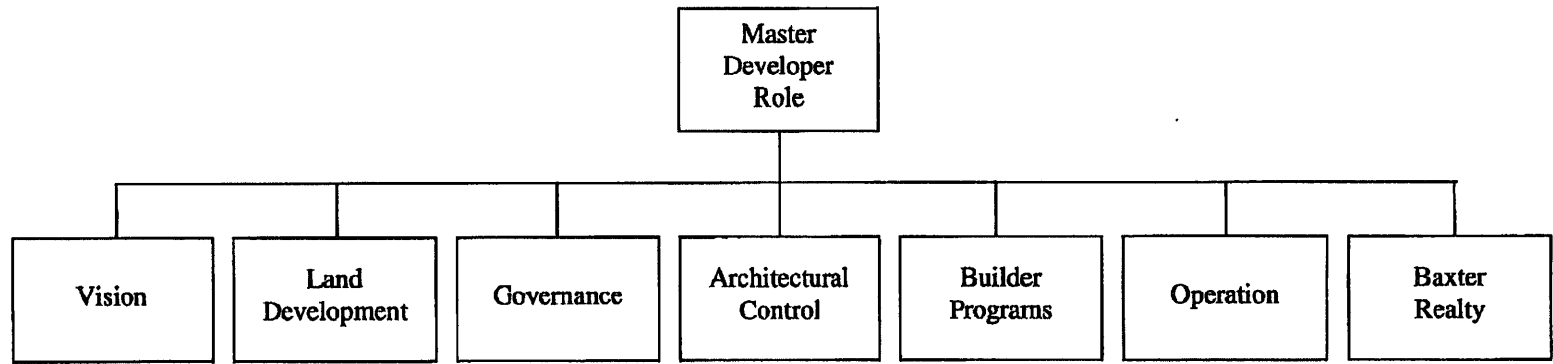 Master
Developer
Role
Vision
Land
Development
Governance
Architectural
Control
Builder
Programs
Operation
Baxter
Realty